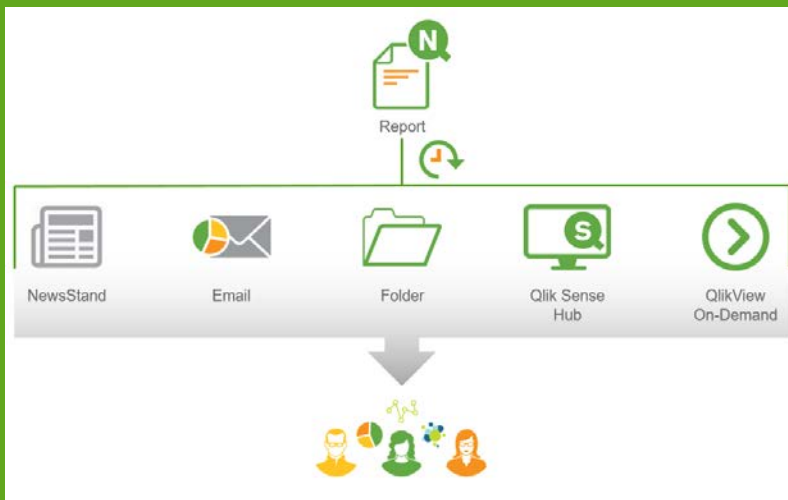 N
Report
S
NewsStand
Email
Folder
Qlik Sense
Hub
QlikView
On-Demand